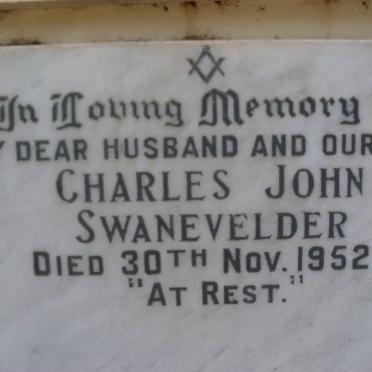 In Loving Memory
DEAR HUSBAND AND OUR
CHARLES JOHN
SWANEVELDER
DIED 30TH NOV. 1952
"AT REST."